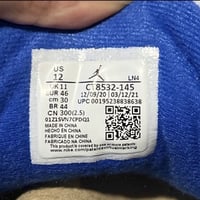 US
12
LN4
UK 11
EUR 46
cm 30
BR 44
CN 300(2.5)
CT8532-145
12/09/20 03/12/21
UPC 00195238838638
MADE IN CHINA
HECHO EN CHINA
FABRIQUÉ EN CHINE
FABRICADO NA CHINA